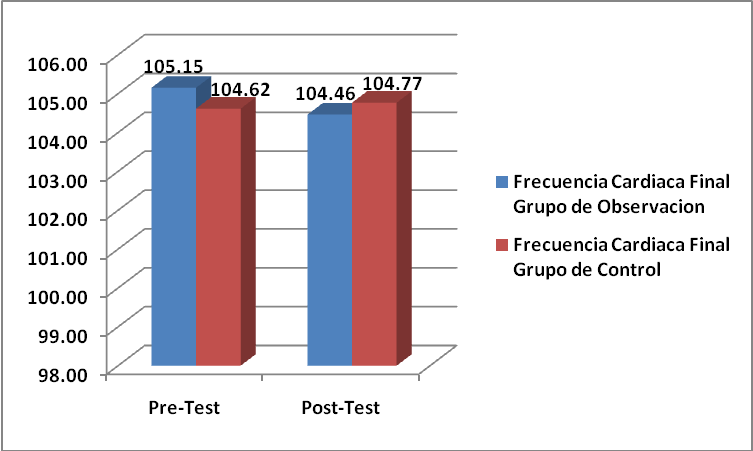 106.00
105.00
104.00
103.00
102.00
101.00
100.00
99.00
98.00
105.15
104.62
104.46
104.77
Pre-Test
Post-Test
Frecuencia Cardiaca Final
Grupo de Observacion
Frecuencia Cardiaca Final
Grupo de Control